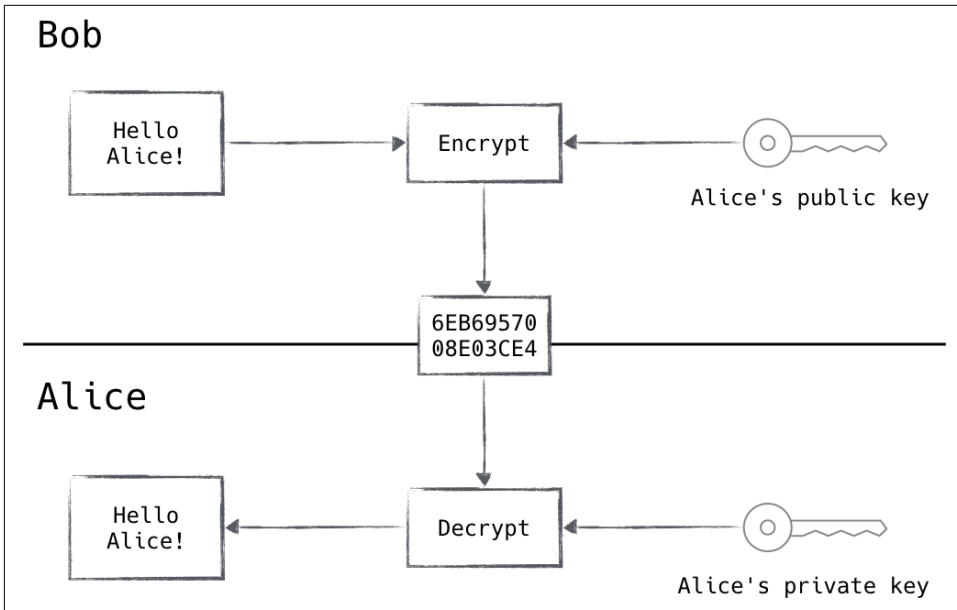 Bob
Hello
Alice!
Encrypt
Alice's public key
6EB69570
08E03CE4
Alice
Hello
Alice!
Decrypt
Alice's private key